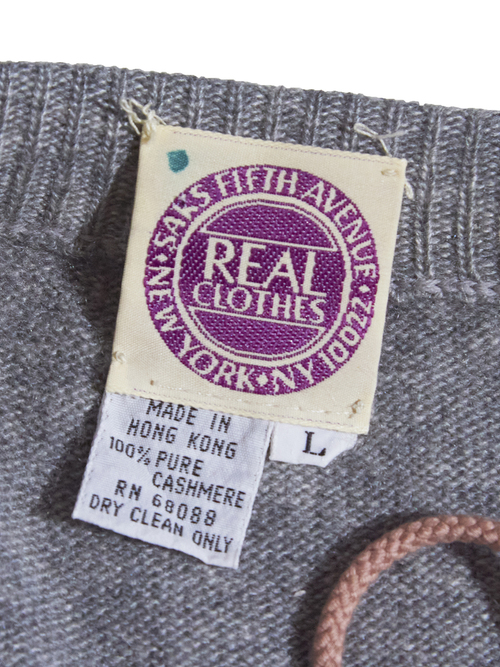 SAKS FIFTH AVENUE
REAL
CLOTHES
NEW YORK • NY 10022
MADE IN
HONG KONG
100% PURE
CASHMERE
RN 68088
DRY CLEAN ONLY
L